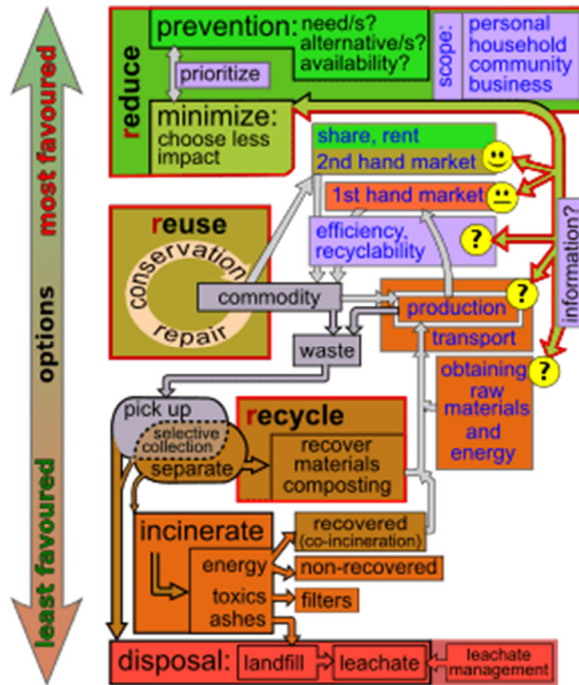 most favoured
options
least favoured
reduce
prevention:
need/s?
alternative/s?
availability?
prioritize
scope:
personal
household
community
business
minimize:
choose less
impact
share, rent
2nd hand market
1st hand market
efficiency,
recyclability
?
information?
reuse
conservation
repair
commodity
production
?
transport
waste
obtaining
raw
materials
and
energy
?
pick up
selective
collection
separate
recycle
recover
materials
composting
incinerate
energy
toxics
ashes
recovered
(co-incineration)
non-recovered
filters
disposal:
landfill
leachate
leachate
management